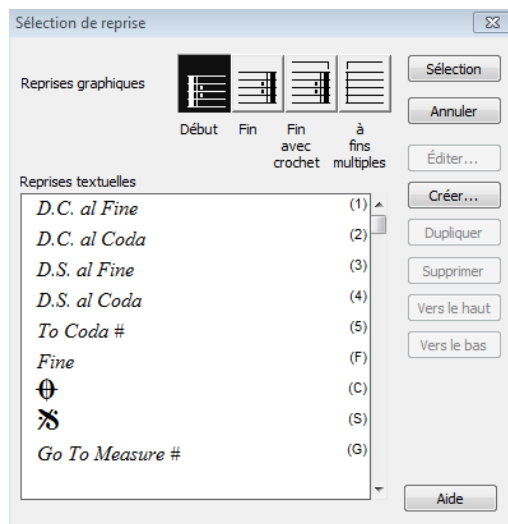 Sélection de reprise
Reprises graphiques
Début
Fin
Fin avec crochet
à fins multiples
Sélection
Annuler
Éditer...
Créer...
Dupliquer
Supprimer
Vers le haut
Vers le bas
Reprises textuelles
D.C. al Fine (1)
D.C. al Coda (2)
D.S. al Fine (3)
D.S. al Coda (4)
To Coda # (5)
Fine (F)
(C)
(S)
Go To Measure # (G)
Aide